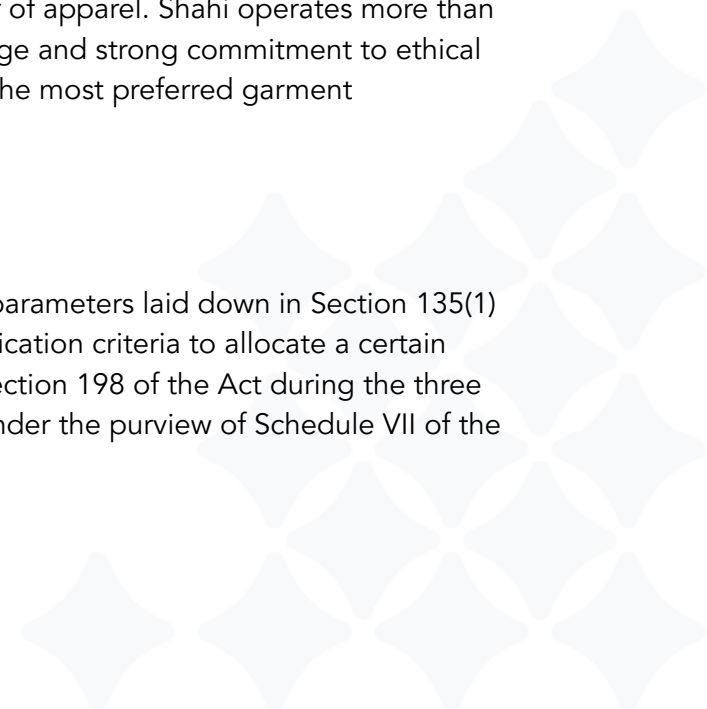 of apparel. Shahi operates more than
ge and strong commitment to ethical
he most preferred garment
parameters laid down in Section 135(1)
ication criteria to allocate a certain
ection 198 of the Act during the three
nder the purview of Schedule VII of the